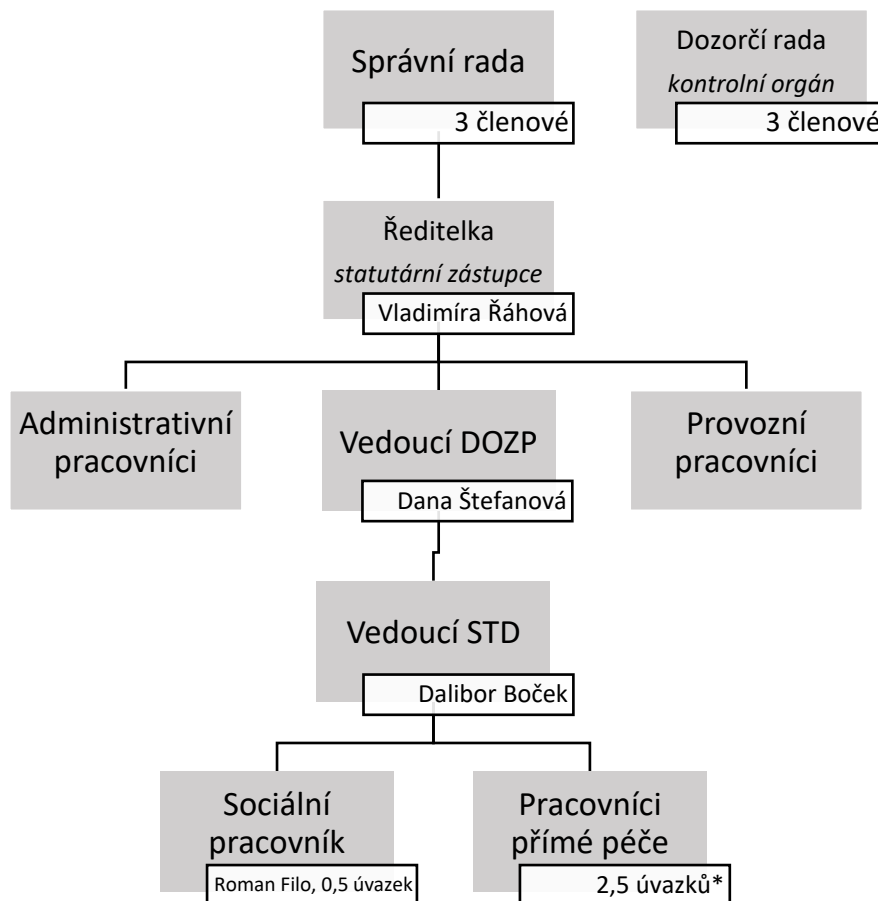 Správní rada
3 členové
Dozorčí rada
kontrolní orgán
3 členové
Ředitelka
statutární zástupce
Vladimíra Řáhová
Administrativní
pracovníci
Vedoucí DOZP
Dana Štefanová
Provozní
pracovníci
Vedoucí STD
Dalibor Boček
Sociální
pracovník
Roman Filo, 0,5 úvazek
Pracovníci
přímé péče
2,5 úvazků*